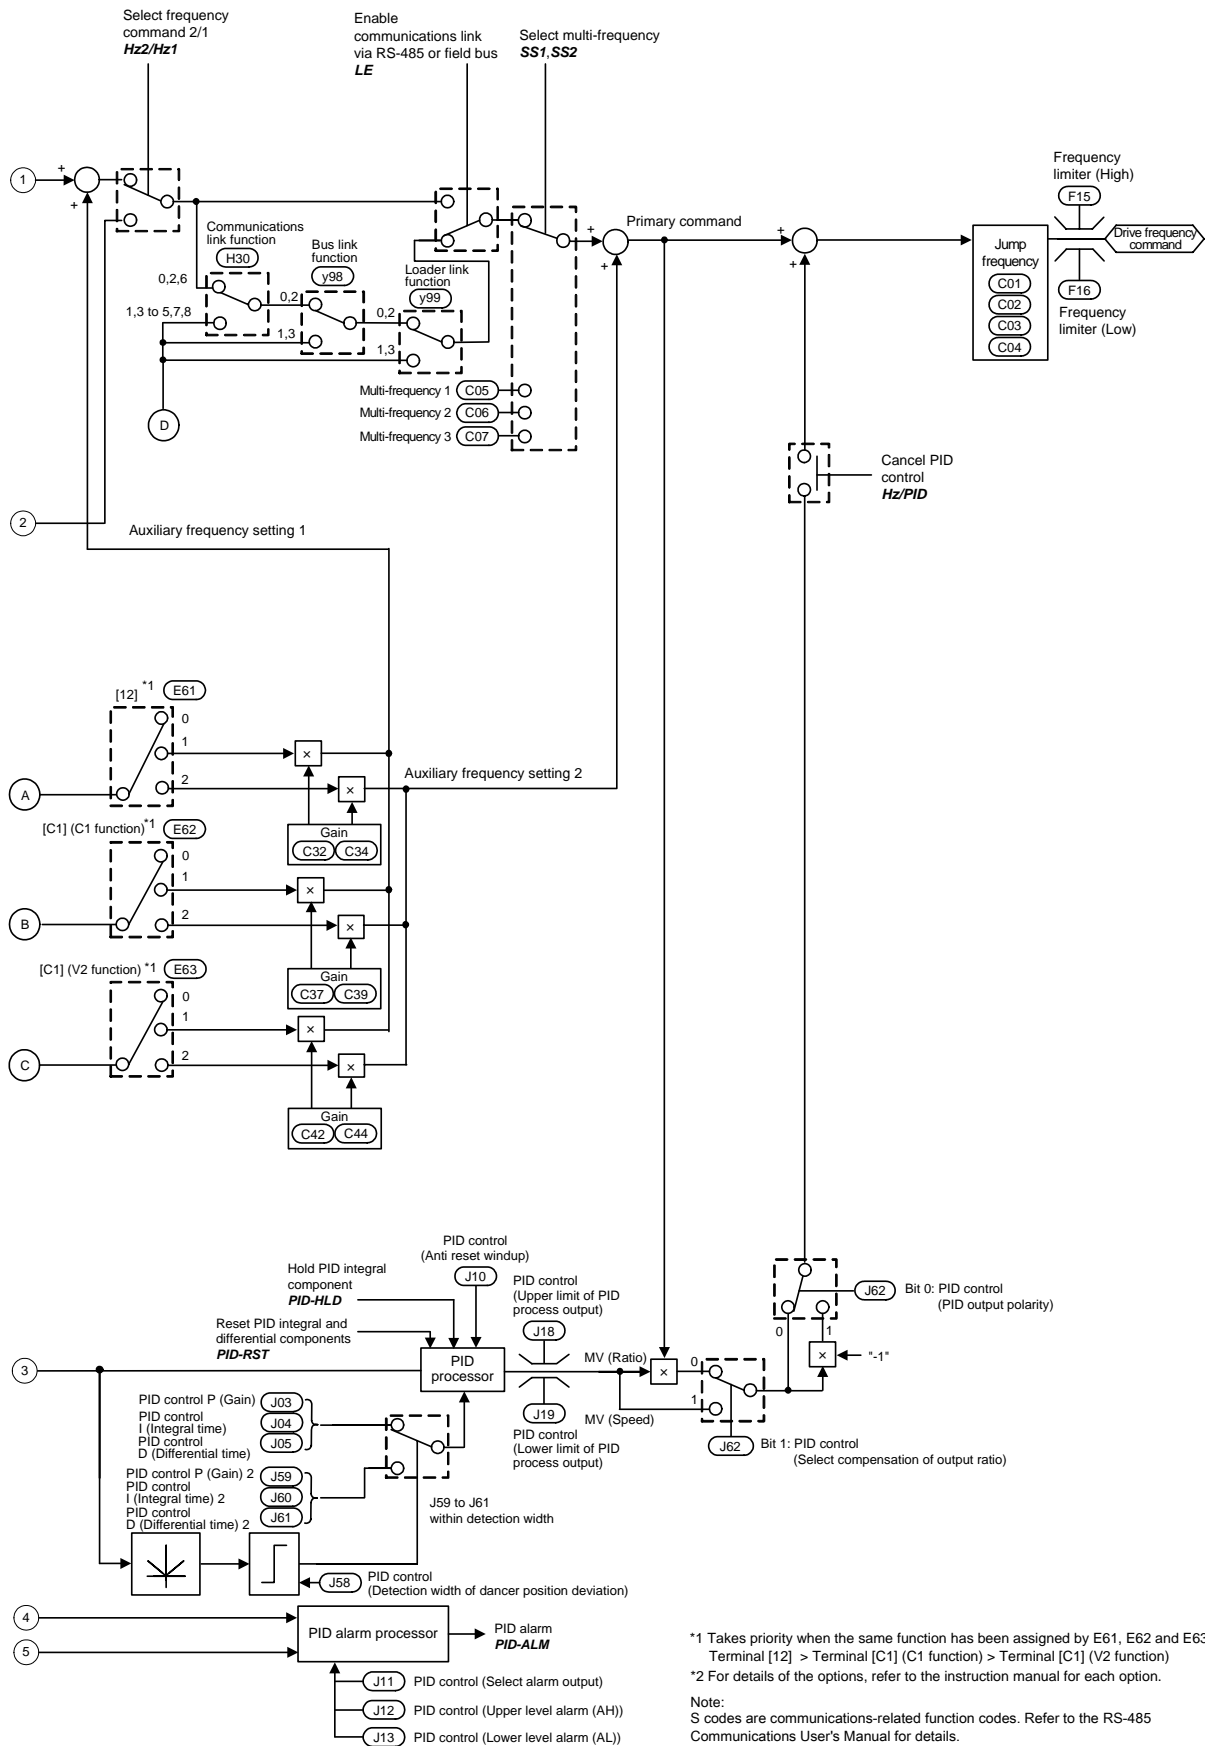 Select frequency
command 2/1
Hz2/Hz1
Enable
communications link
via RS-485 or field bus
LE
Select multi-frequency
SS1,SS2
1
+
+
Communications
link function
H30
Bus link
function
y98
Loader link
function
y99
0,2,6
1,3 to 5,7,8
0,2
1,3
0,2
1,3
D
Multi-frequency 1 C05
Multi-frequency 2 C06
Multi-frequency 3 C07
+
+
Primary command
+
+
Jump
frequency
C01
C02
C03
C04
Frequency
limiter (High)
F15
Drive frequency
command
F16
Frequency
limiter (Low)
Cancel PID
control
Hz/PID
2
Auxiliary frequency setting 1
[12] *1 E61
0
1
2
A
×
×
Auxiliary frequency setting 2
Gain
C32 C34
[C1] (C1 function)*1 E62
0
1
2
B
×
×
Gain
C37 C39
[C1] (V2 function) *1 E63
0
1
2
C
×
×
Gain
C42 C44
PID control
(Anti reset windup)
J10
Hold PID integral
component
PID-HLD
Reset PID integral and
differential components
PID-RST
PID control
(Upper limit of PID
process output)
J18
3
PID
processor
MV (Ratio)
MV (Speed)
×
0
1
J19
PID control
(Lower limit of PID
process output)
J62 Bit 1: PID control
(Select compensation of output ratio)
J62 Bit 0: PID control
(PID output polarity)
0
1
×
"-1"
PID control P (Gain) J03
PID control
I (Integral time) J04
PID control
D (Differential time) J05
PID control P (Gain) 2 J59
PID control
I (Integral time) 2 J60
PID control
D (Differential time) 2 J61
J59 to J61
within detection width
J58 PID control
(Detection width of dancer position deviation)
4
5
PID alarm processor
PID alarm
PID-ALM
J11 PID control (Select alarm output)
J12 PID control (Upper level alarm (AH))
J13 PID control (Lower level alarm (AL))
*1 Takes priority when the same function has been assigned by E61, E62 and E63
Terminal [12] > Terminal [C1] (C1 function) > Terminal [C1] (V2 function)
*2 For details of the options, refer to the instruction manual for each option.
Note:
S codes are communications-related function codes. Refer to the RS-485
Communications User's Manual for details.